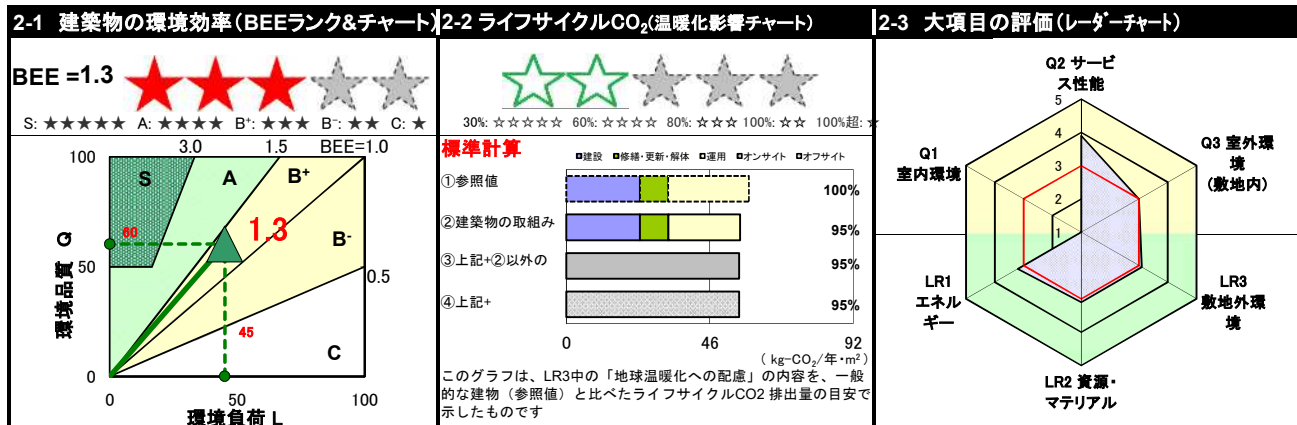 2-1 建築物の環境効率(BEEランク&チャート)
BEE =1.3
S: ★★★★★ A: ★★★★ B⁺: ★★★ B⁻: ★★ C: ★
3.0
1.5
BEE=1.0
100
S
A
B⁺
1.3
B⁻
60
50
0.5
45
C
環境品質 Q
0
0
50
100
環境負荷 L
2-2 ライフサイクルCO₂(温暖化影響チャート)
30%: ☆☆☆☆☆ 60%: ☆☆☆☆ 80%: ☆☆☆ 100%: ☆☆ 100%超: ☆
標準計算
■建設 ■修繕・更新・解体 □運用 □オンサイト □オフサイト
①参照値
100%
②建築物の取組み
95%
③上記+②以外の
95%
④上記+
95%
0
46
92
( kg-CO₂/年・m²)
このグラフは、LR3中の「地球温暖化への配慮」の内容を、一般
的な建物(参照値)と比べたライフサイクルCO2 排出量の目安で
示したものです
2-3 大項目の評価(レーダーチャート)
Q2 サービ
ス性能
5
4
3
2
1
Q1
室内環境
Q3 室外環
境
(敷地内)
LR1
エネル
ギー
LR3
敷地外環
境
LR2 資源・
マテリアル